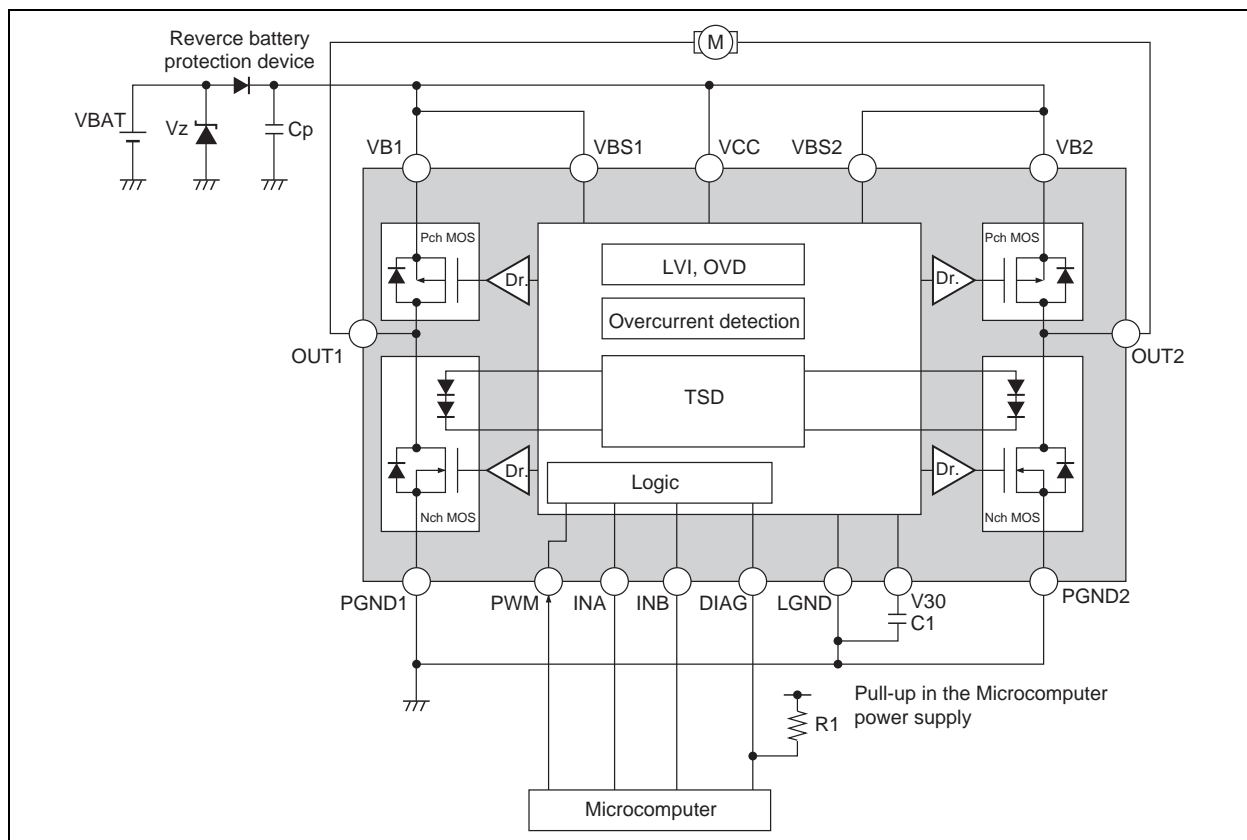 Reverce battery
protection device
M
VBAT
Vz
Cp
VB1
VBS1
VCC
VBS2
VB2
Pch MOS
Pch MOS
Dr.
LVI, OVD
Dr.
Overcurrent detection
OUT1
OUT2
TSD
Dr.
Logic
Dr.
Nch MOS
Nch MOS
PGND1
PWM
INA
INB
DIAG
LGND
V30
C1
PGND2
Pull-up in the Microcomputer
power supply
R1
Microcomputer